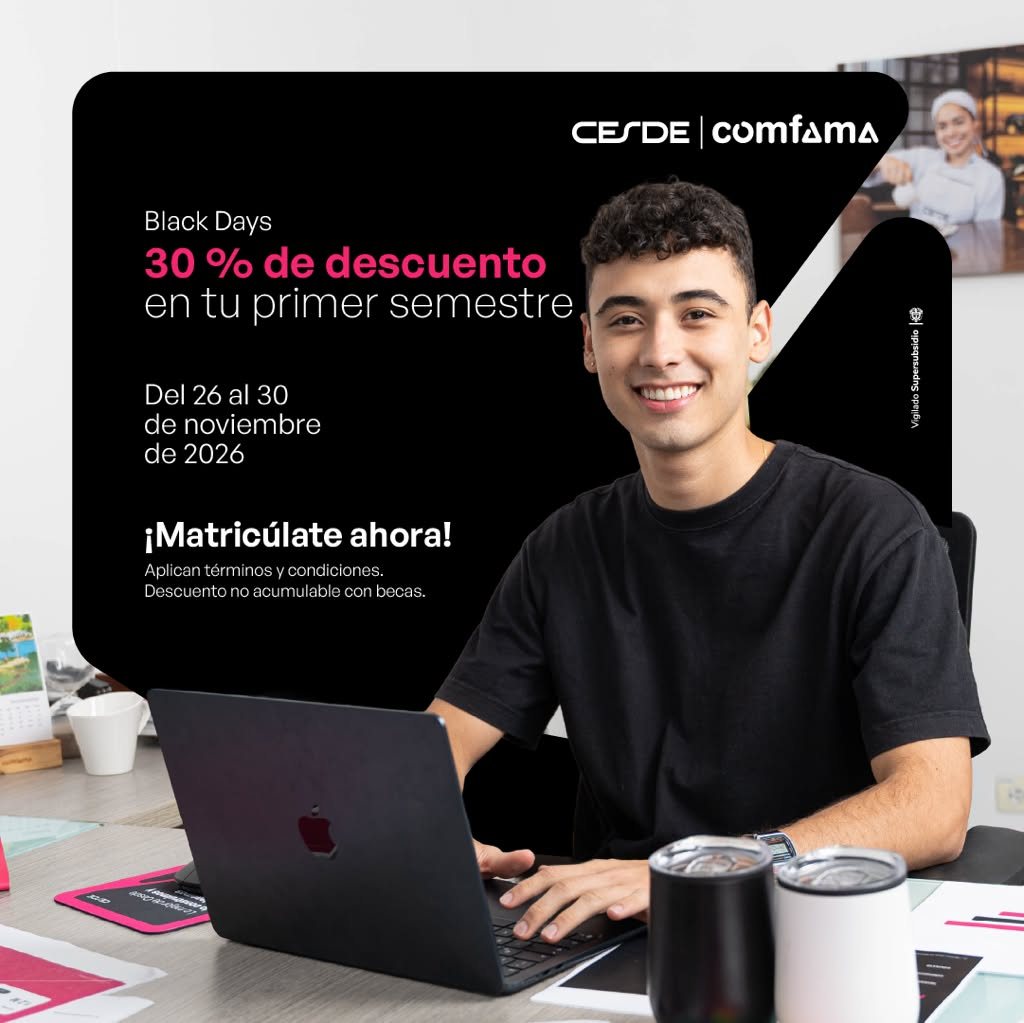 CESDE | comfama
Black Days
30 % de descuento
en tu primer semestre
Del 26 al 30
de noviembre
de 2026
¡Matricúlate ahora!
Aplican términos y condiciones.
Descuento no acumulable con becas.
Vigilado Supersubsidio